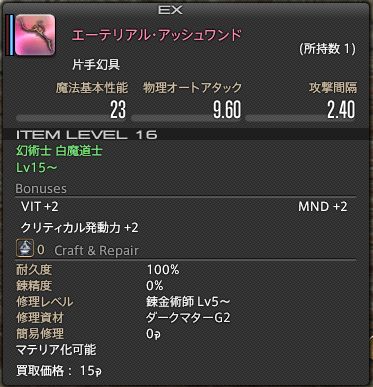 EX
エーテリアル・アッシュワンド
(所持数 1)
片手幻具
魔法基本性能 物理オートアタック 攻撃間隔
23 9.60 2.40
ITEM LEVEL 16
幻術士 白魔道士
Lv15～
Bonuses
VIT +2 MND +2
クリティカル発動力 +2
0 Craft & Repair
耐久度 100%
錬精度 0%
修理レベル 錬金術師 Lv5～
修理資材 ダークマターG2
簡易修理 0
マテリア化可能
買取価格： 15